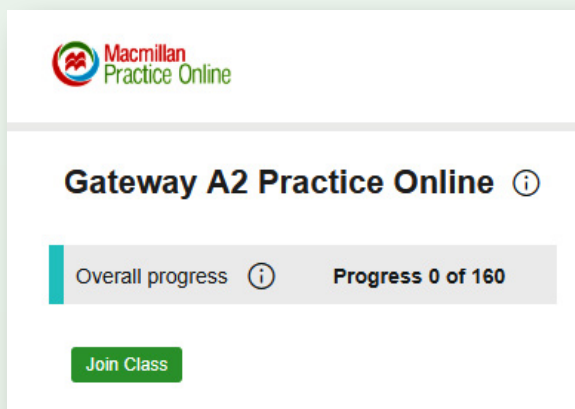 Macmillan
Practice Online
Gateway A2 Practice Online
Overall progress Progress 0 of 160
Join Class